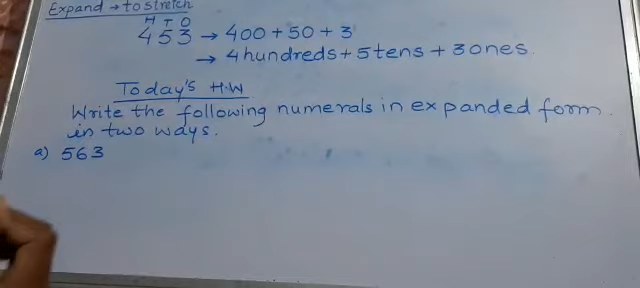 Expand → to stretch
H T O
453 → 400 + 50 + 3
→ 4 hundreds + 5 tens + 3 ones.
Today's H.W
Write the following numerals in expanded form
in two ways.
a) 563